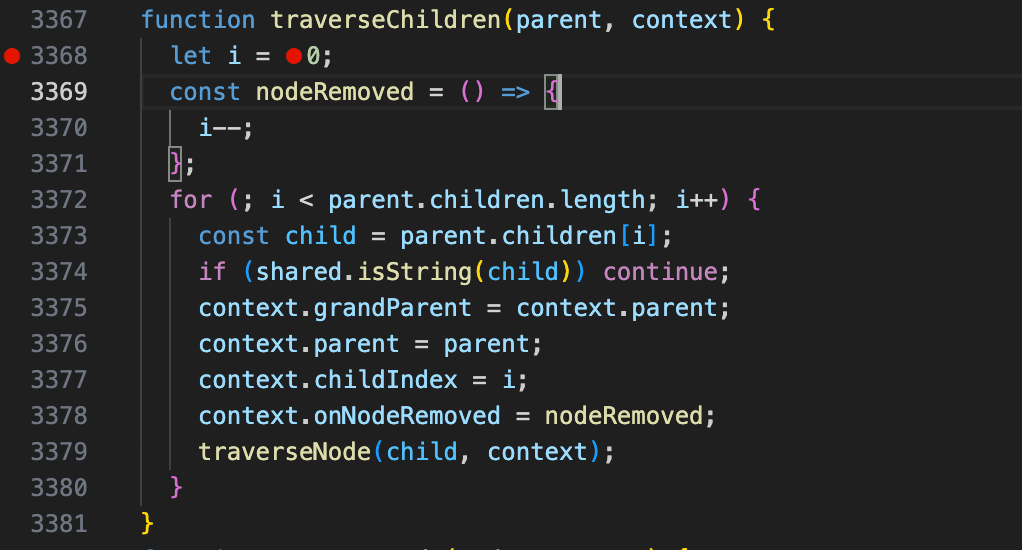 3367 function traverseChildren(parent, context) {
3368   let i = 0;
3369   const nodeRemoved = () => {
3370     i--;
3371   };
3372   for (; i < parent.children.length; i++) {
3373     const child = parent.children[i];
3374     if (shared.isString(child)) continue;
3375     context.grandParent = context.parent;
3376     context.parent = parent;
3377     context.childIndex = i;
3378     context.onNodeRemoved = nodeRemoved;
3379     traverseNode(child, context);
3380   }
3381 }